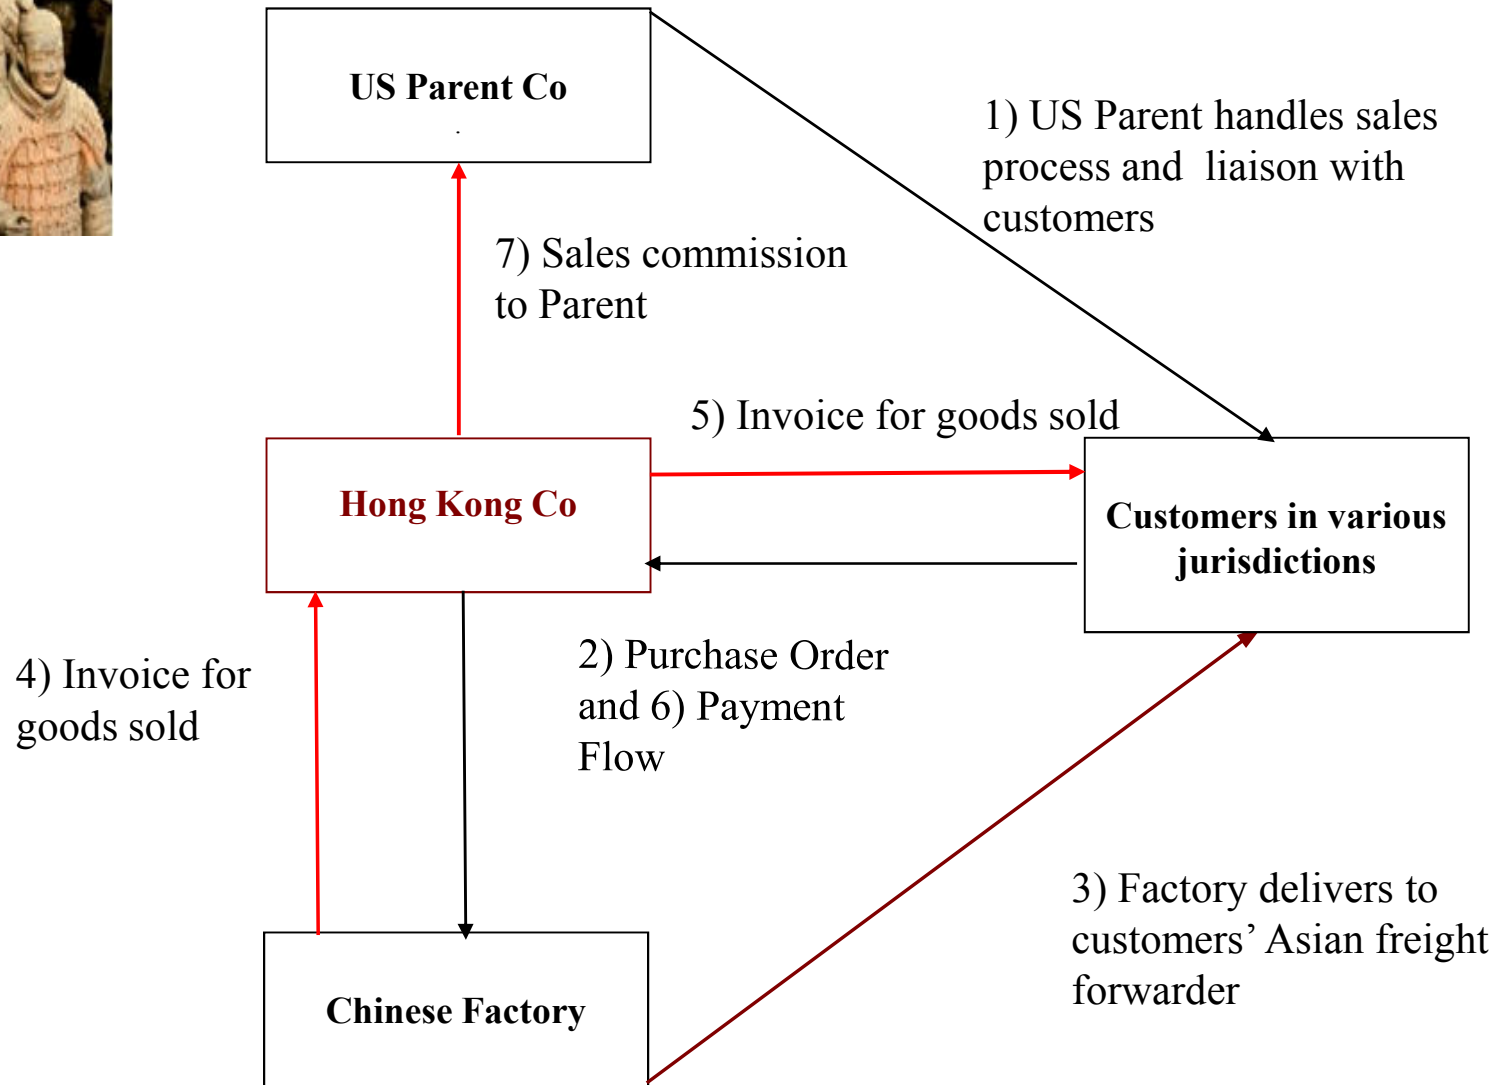 US Parent Co
.
1) US Parent handles sales
process and  liaison with
customers
7) Sales commission
to Parent
5) Invoice for goods sold
Hong Kong Co
Customers in various
jurisdictions
4) Invoice for
goods sold
2) Purchase Order
and 6) Payment
Flow
3) Factory delivers to
customers’ Asian freight
forwarder
Chinese Factory